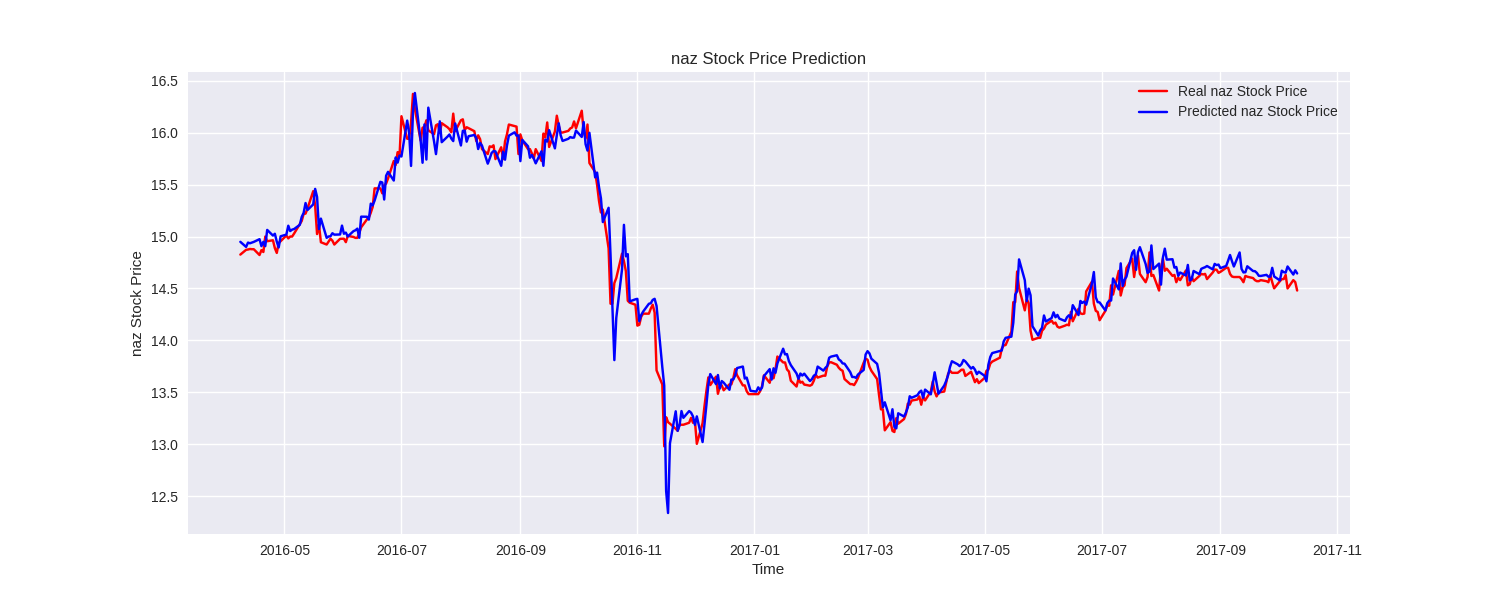 naz Stock Price Prediction
Real naz Stock Price
Predicted naz Stock Price
naz Stock Price
16.5
16.0
15.5
15.0
14.5
14.0
13.5
13.0
12.5
2016-05 2016-07 2016-09 2016-11 2017-01 2017-03 2017-05 2017-07 2017-09 2017-11
Time